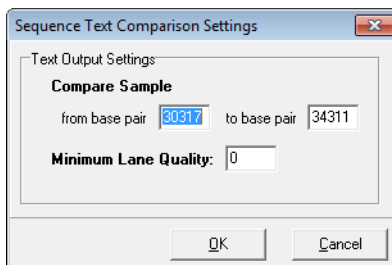 Sequence Text Comparison Settings
Text Output Settings
Compare Sample
from base pair 30317 to base pair 34311
Minimum Lane Quality: 0
OK Cancel